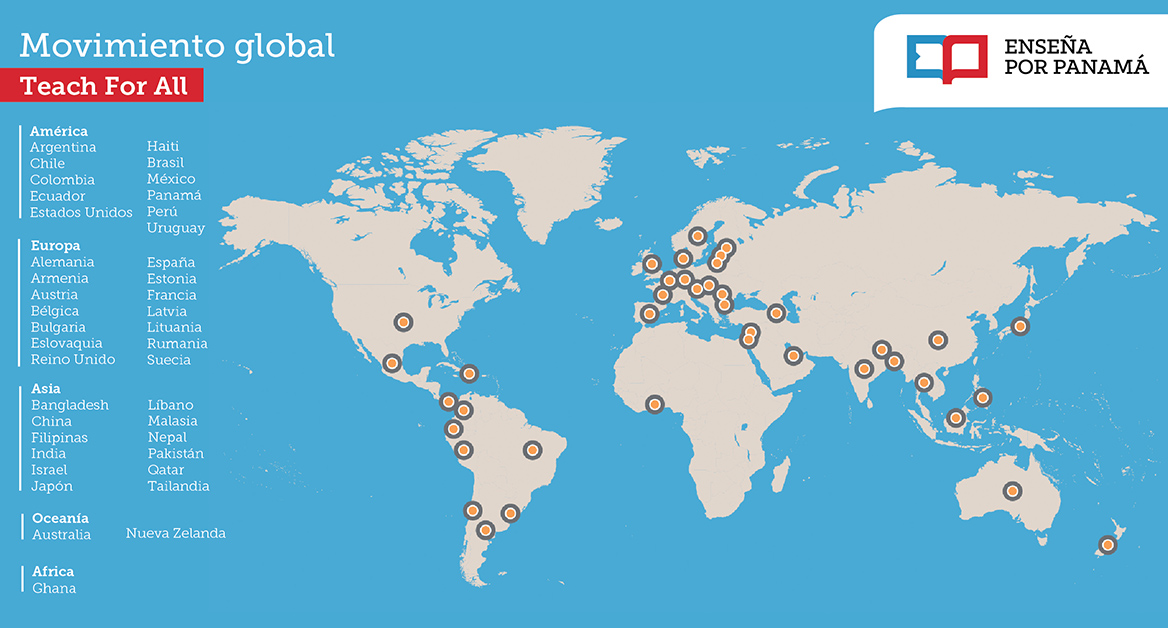 Movimiento global
Teach For All
ENSEÑA
POR PANAMÁ
América
Argentina
Chile
Colombia
Ecuador
Estados Unidos
Haiti
Brasil
México
Panamá
Perú
Uruguay
Europa
Alemania
Armenia
Austria
Bélgica
Bulgaria
Eslovaquia
Reino Unido
España
Estonia
Francia
Latvia
Lituania
Rumania
Suecia
Asia
Bangladesh
China
Filipinas
India
Israel
Japón
Líbano
Malasia
Nepal
Pakistán
Qatar
Tailandia
Oceanía
Australia
Nueva Zelanda
Africa
Ghana